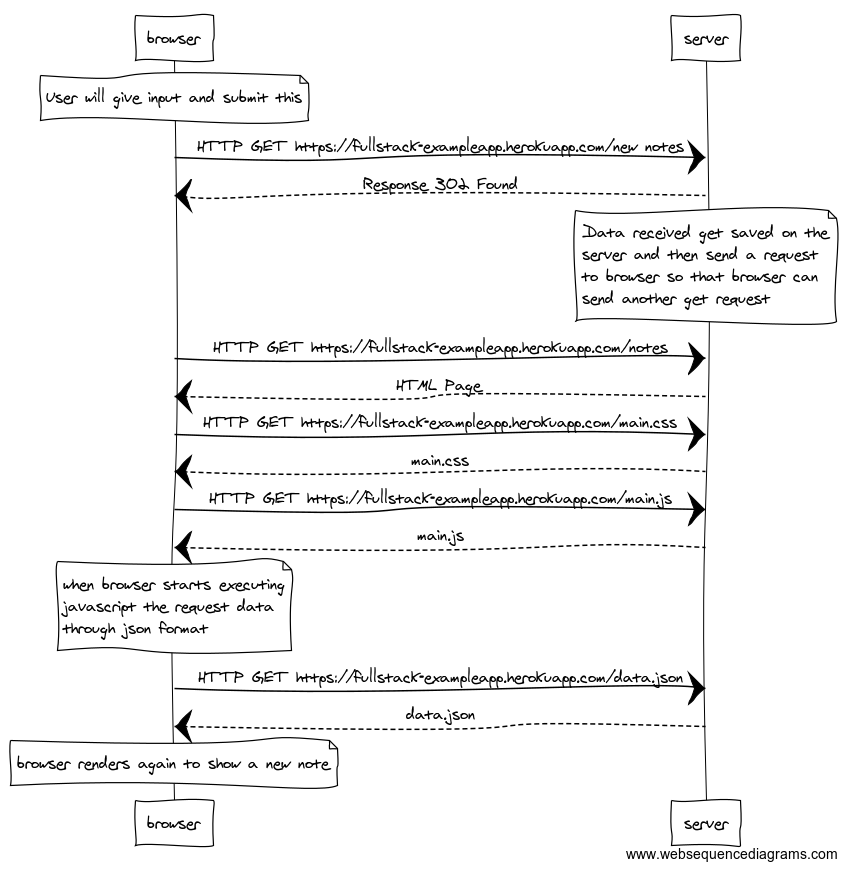 browser
server
User will give input and submit this
HTTP GET https://fullstack-exampleapp.herokuapp.com/new notes
Response 302 Found
Data received get saved on the
server and then send a request
to browser so that browser can
send another get request
HTTP GET https://fullstack-exampleapp.herokuapp.com/notes
HTML Page
HTTP GET https://fullstack-exampleapp.herokuapp.com/main.css
main.css
HTTP GET https://fullstack-exampleapp.herokuapp.com/main.js
main.js
when browser starts executing
javascript the request data
through json format
HTTP GET https://fullstack-exampleapp.herokuapp.com/data.json
data.json
browser renders again to show a new note
browser
server
www.websequencediagrams.com